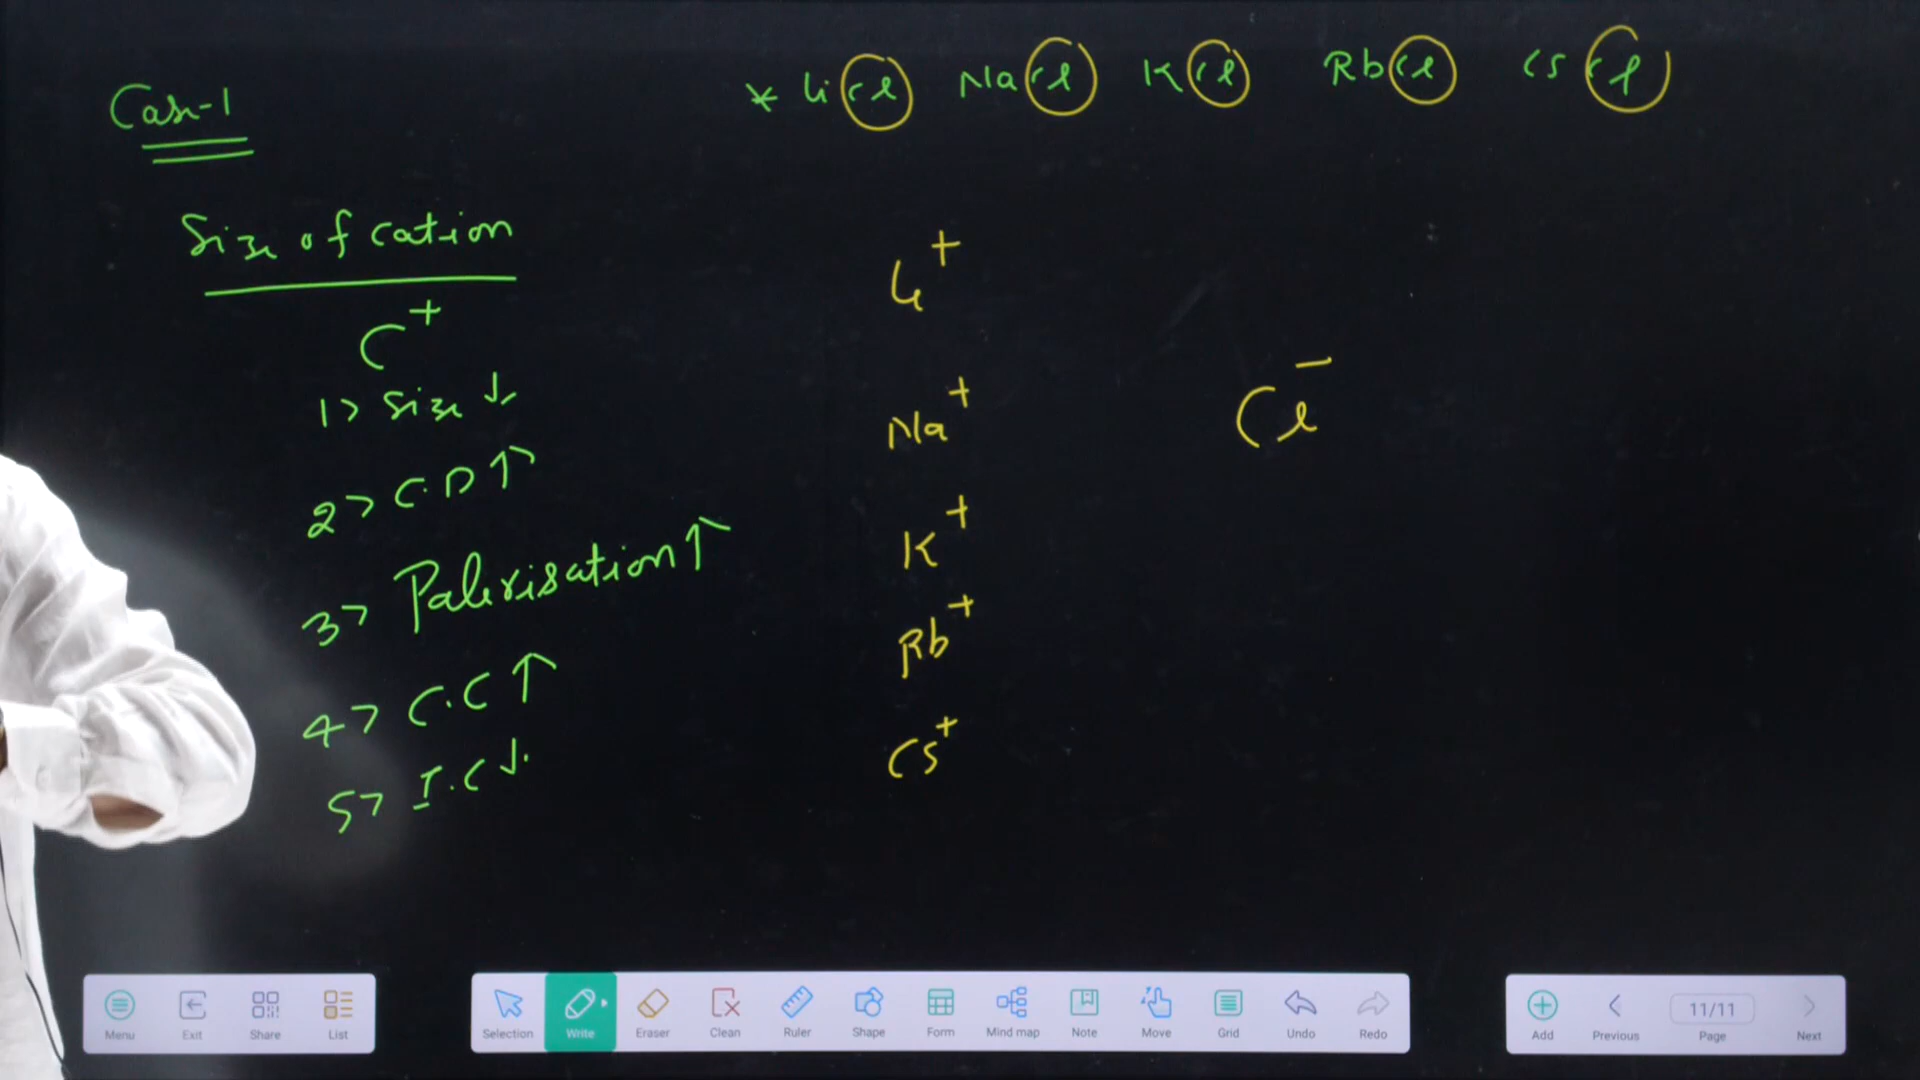 Case-1
* LiCl NaCl KCl RbCl CsCl
Size of cation
C+
1> Size ↓
2> C.D ↑
3> Polarisation ↑
4> C.C ↑
5> I.C ↓.
Li+
Na+
K+
Rb+
Cs+
Cl-
Menu Exit Share List
Selection Write Eraser Clean Ruler Shape Form Mind map Note Move Grid Undo Redo
11/11
Add Previous Page Next